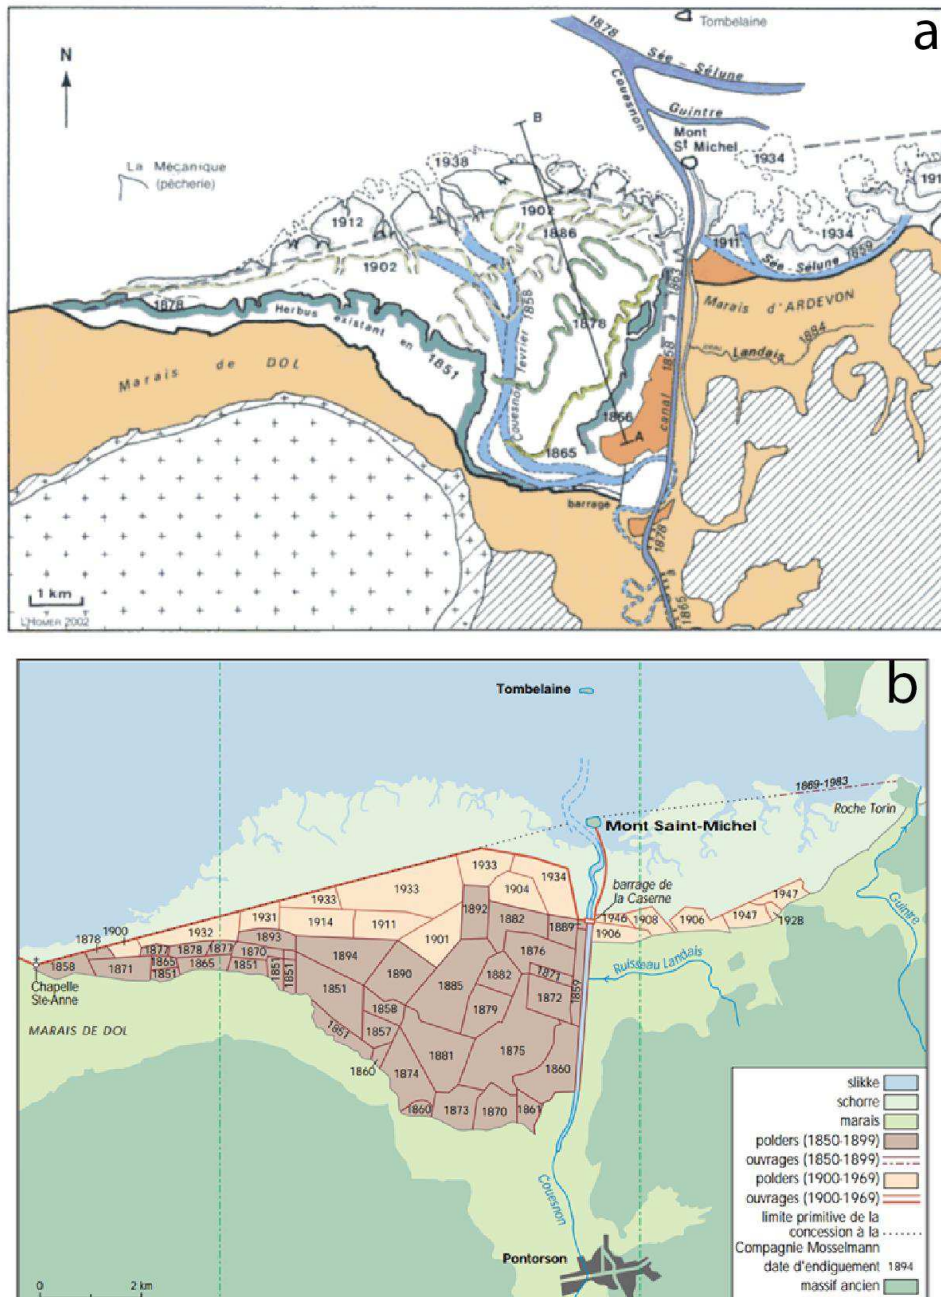 a
Tombelaine
1878
Sée - Sélune
Couesnon
Guintre
Mont
St Michel
N
B
La Mécanique
(pêcherie)
1938
1934
1912
1902
1886
1902
1911
1934
Sée-Sélune 1859
1878
Herbus existant en 1851
Couesnon février 1858
1878
canal 1858 à 1863
Marais d'ARDEVON
Landais
1884
Marais de DOL
1866
A
1865
barrage
1878
1865
1 km
L'HOMER 2002
b
Tombelaine
1869-1983
Roche Torin
Mont Saint-Michel
barrage de
la Caserne
1933
1934
1933
1904
1933
1947
1931
1914
1911
1892
1882
1889
1946
1908
1906
1947
1928
1906
1878
1900
1932
1893
1901
1876
1877
1878
1877
1870
1894
1890
1885
1882
1871
1858
1871
1865
1851
1865
1851
1851
1851
1851
1872
1859
Ruisseau Landais
Guintre
Chapelle
Ste-Anne
1858
1879
MARAIS DE DOL
1851
1857
1881
1875
1860
1860
1874
1860
1873
1870
1861
Couesnon
Pontorson
0
2 km
slikke
schorre
marais
polders (1850-1899)
ouvrages (1850-1899)
polders (1900-1969)
ouvrages (1900-1969)
limite primitive de la
concession à la
Compagnie Mosselmann
date d'endiguement 1894
massif ancien